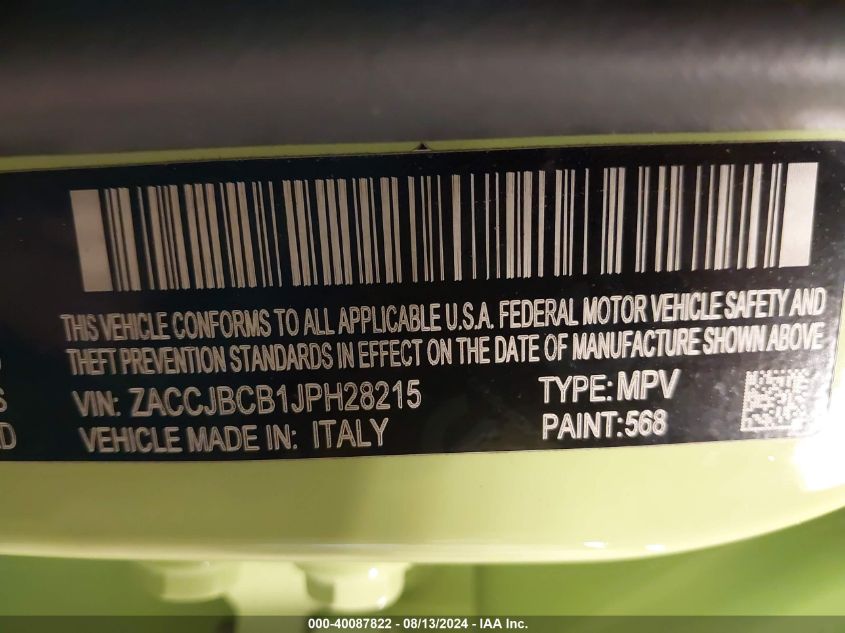 THIS VEHICLE CONFORMS TO ALL APPLICABLE U.S.A. FEDERAL MOTOR VEHICLE SAFETY AND
THEFT PREVENTION STANDARDS IN EFFECT ON THE DATE OF MANUFACTURE SHOWN ABOVE
S VIN: ZACCJBCB1JPH28215 TYPE: MPV
D VEHICLE MADE IN: ITALY PAINT:568
000-40087822 - 08/13/2024 - IAA Inc.